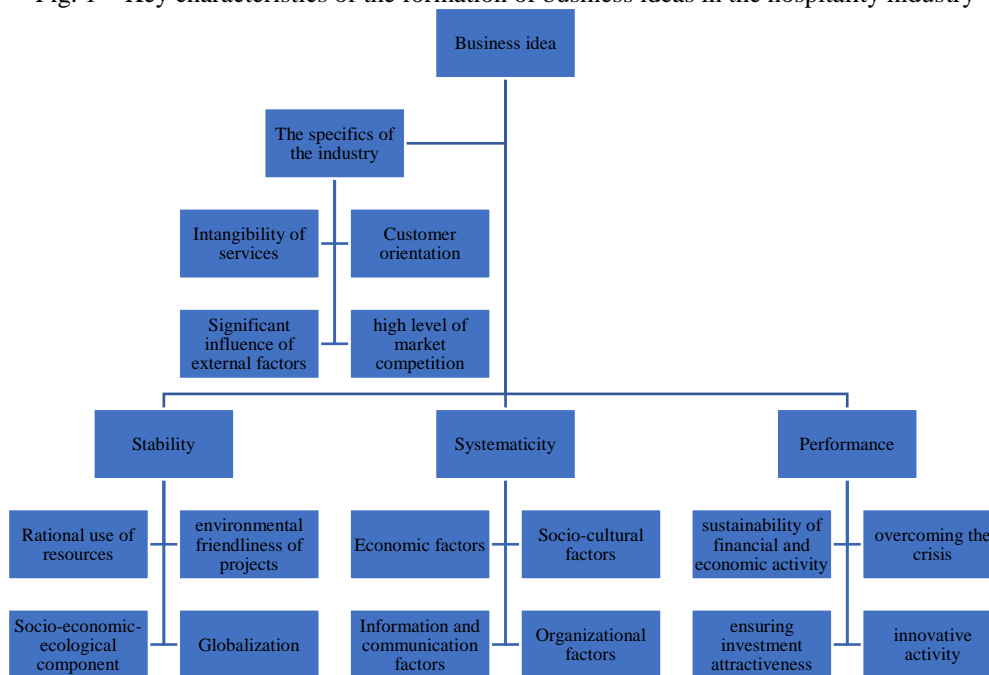 Fig. 1 – Key characteristics of the formation of business ideas in the hospitality industry
Business idea
The specifics of
the industry
Intangibility of
services
Customer
orientation
Significant
influence of
external factors
high level of
market
competition
Stability
Systematicity
Performance
Rational use of
resources
environmental
friendliness of
projects
Economic factors
Socio-cultural
factors
sustainability of
financial and
economic activity
overcoming the
crisis
Socio-economic-
ecological
component
Globalization
Information and
communication
factors
Organizational
factors
ensuring
investment
attractiveness
innovative
activity